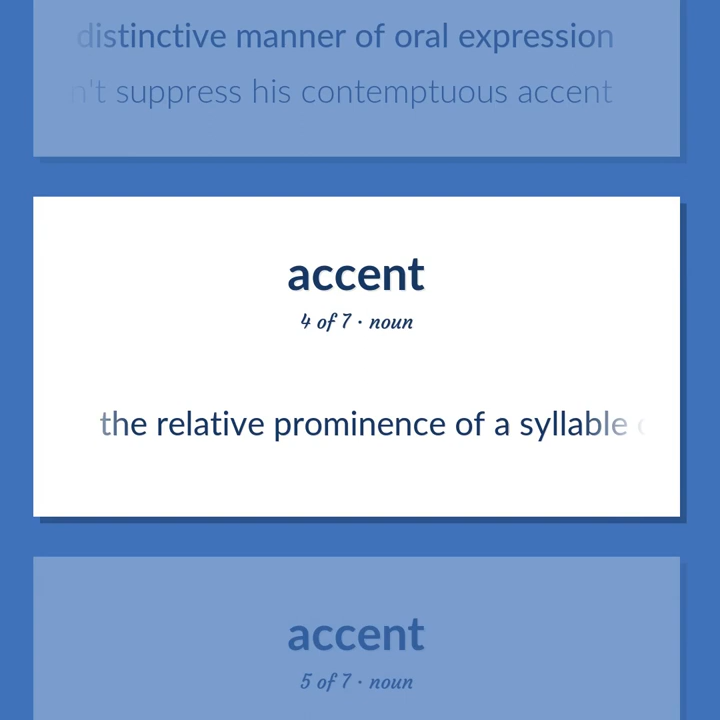 distinctive manner of oral expression
n't suppress his contemptuous accent
accent
4 of 7 · noun
the relative prominence of a syllable
accent
5 of 7 · noun